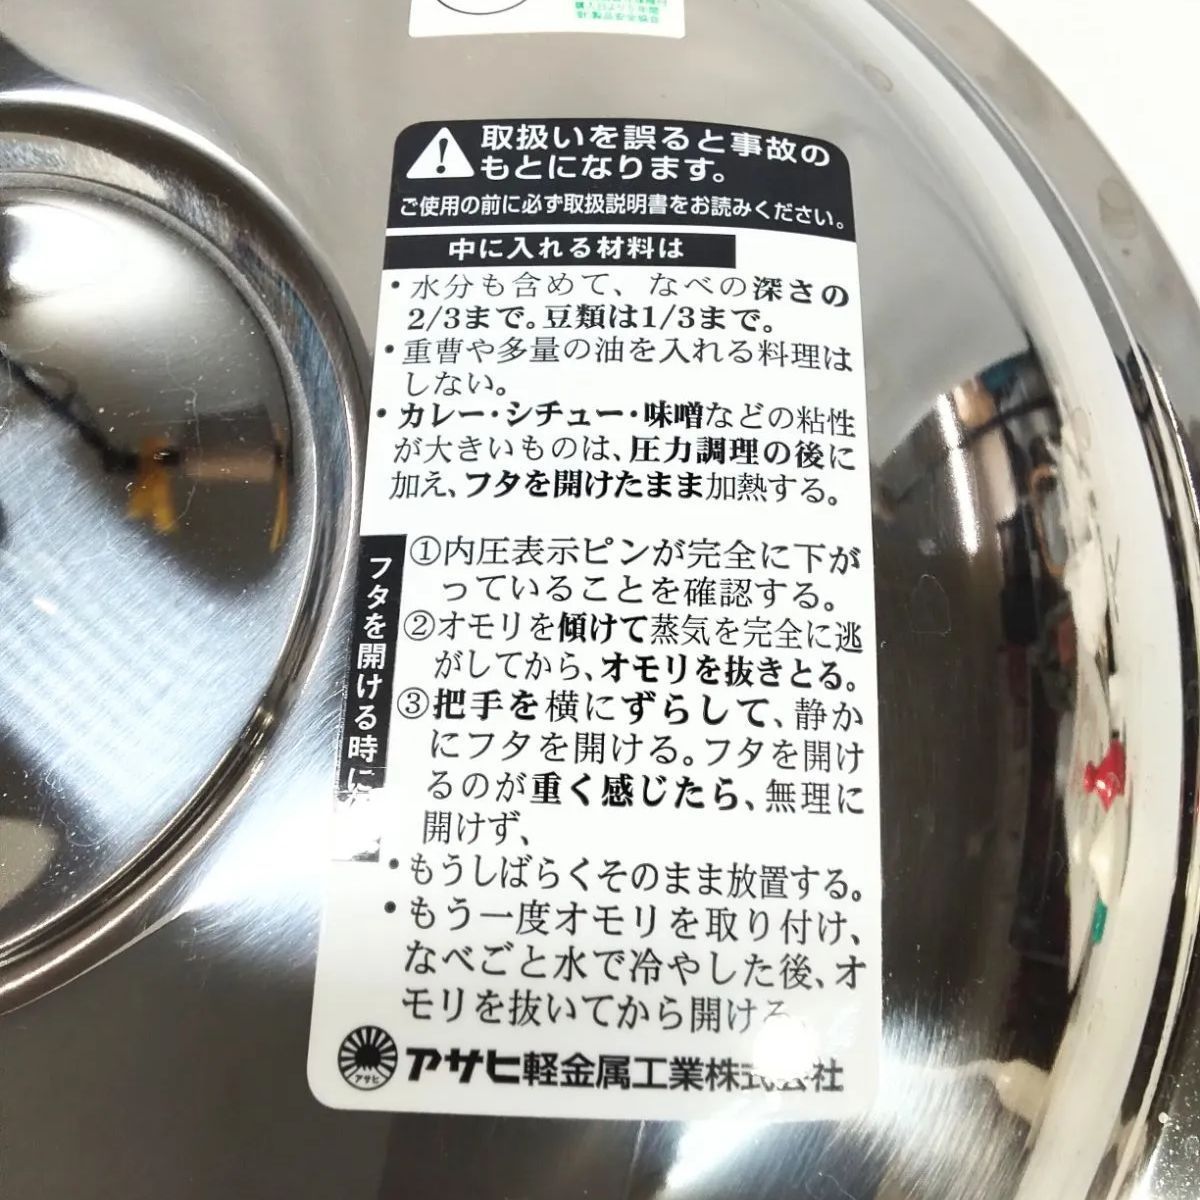 取扱いを誤ると事故の
もとになります。
ご使用の前に必ず取扱説明書をお読みください。
中に入れる材料は
・水分も含めて、なべの深さの
2/3まで。豆類は1/3まで。
・重曹や多量の油を入れる料理は
しない。
・カレー・シチュー・味噌などの粘性
が大きいものは、圧力調理の後に
加え、フタを開けたまま加熱する。
フタを開ける時に
①内圧表示ピンが完全に下が
っていることを確認する。
②オモリを傾けて蒸気を完全に逃
がしてから、オモリを抜きとる。
③把手を横にずらして、静か
にフタを開ける。フタを開け
るのが重く感じたら、無理に
開けず、
・もうしばらくそのまま放置する。
・もう一度オモリを取り付け、
なべごと水で冷やした後、オ
モリを抜いてから開ける
アサヒ
アサヒ軽金属工業株式会社